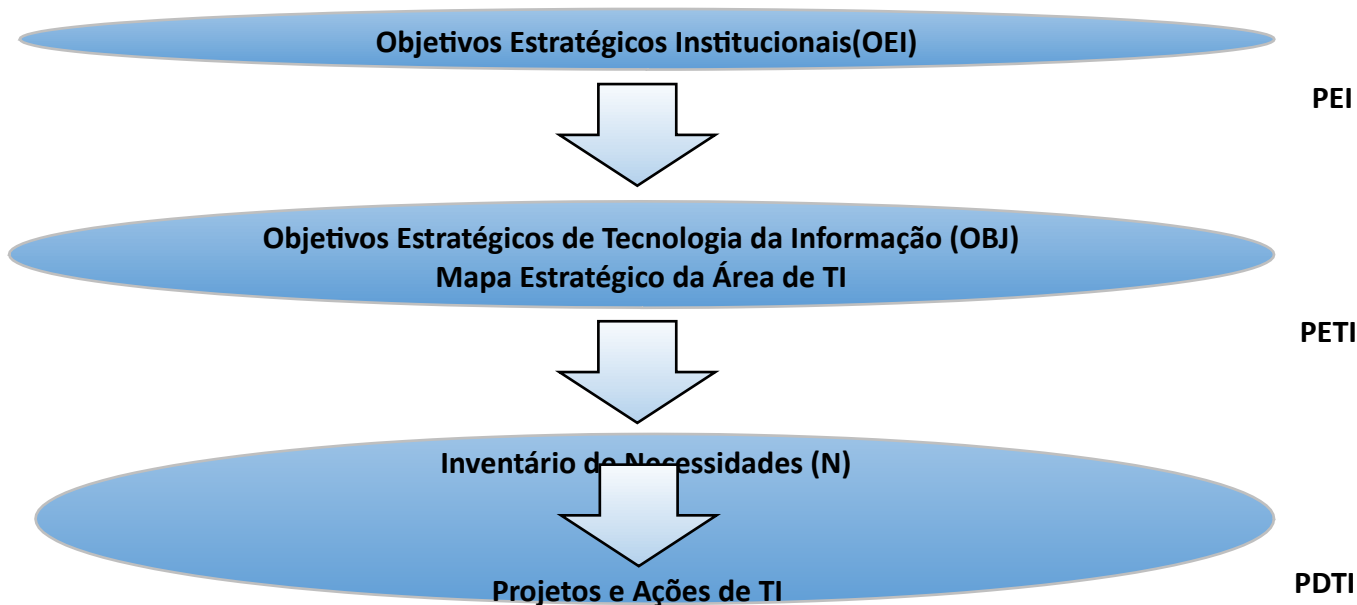 Objetivos Estratégicos Institucionais(OEI)
PEI
Objetivos Estratégicos de Tecnologia da Informação (OBJ)
Mapa Estratégico da Área de TI
PETI
Inventário de Necessidades (N)
Projetos e Ações de TI
PDTI